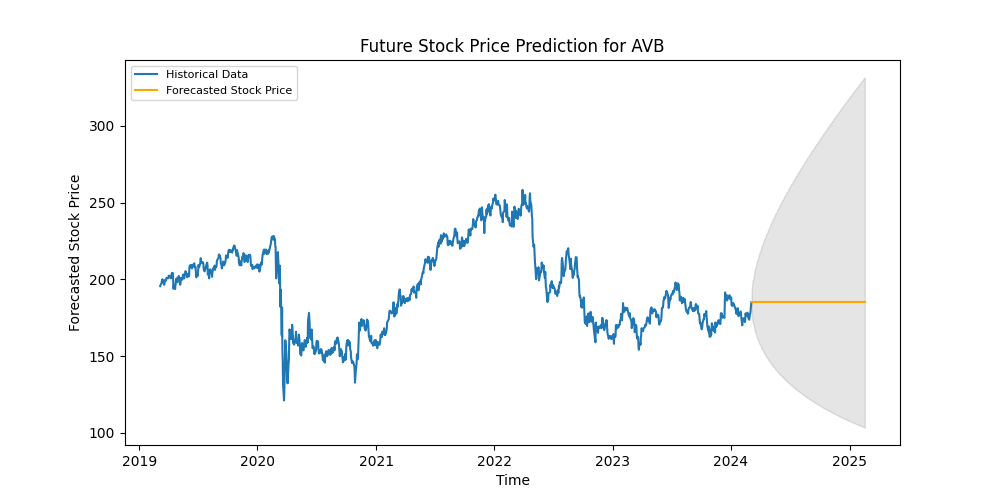 Future Stock Price Prediction for AVB
Historical Data
Forecasted Stock Price
Forecasted Stock Price
300
250
200
150
100
2019
2020
2021
2022
2023
2024
2025
Time